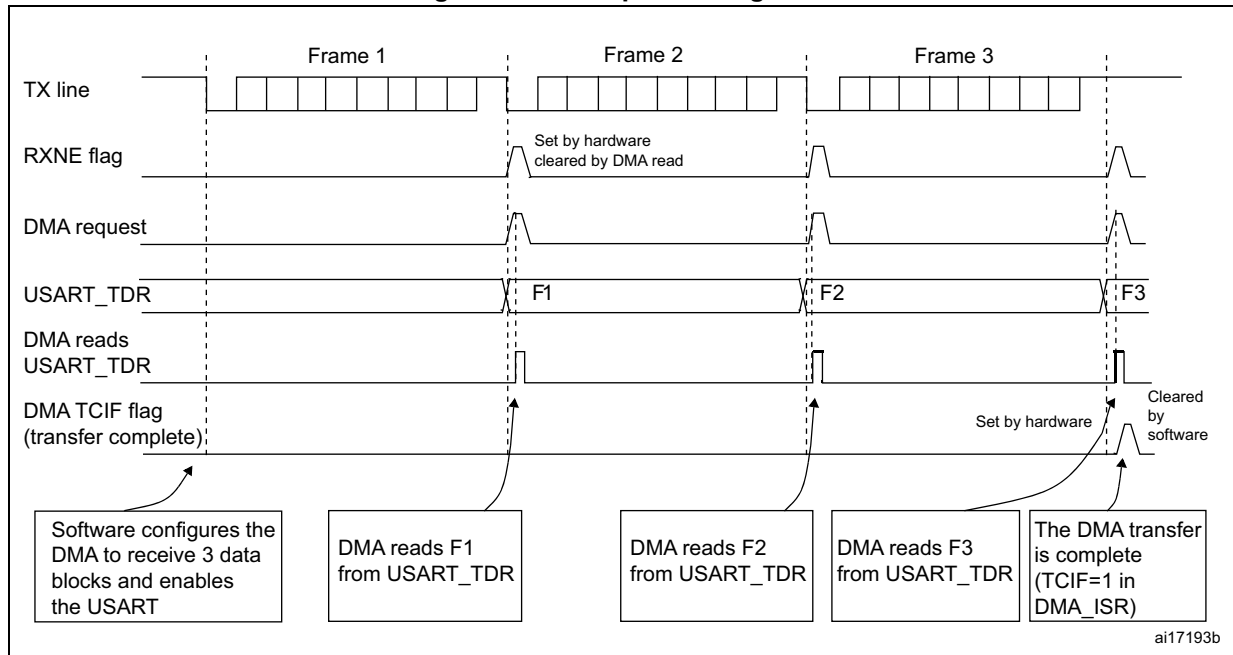 Frame 1
Frame 2
Frame 3
TX line
Set by hardware
cleared by DMA read
RXNE flag
DMA request
USART_TDR
F1
F2
F3
DMA reads
USART_TDR
DMA TCIF flag
(transfer complete)
Set by hardware
Cleared
by
software
Software configures the
DMA to receive 3 data
blocks and enables
the USART
DMA reads F1
from USART_TDR
DMA reads F2
from USART_TDR
DMA reads F3
from USART_TDR
The DMA transfer
is complete
(TCIF=1 in
DMA_ISR)
ai17193b